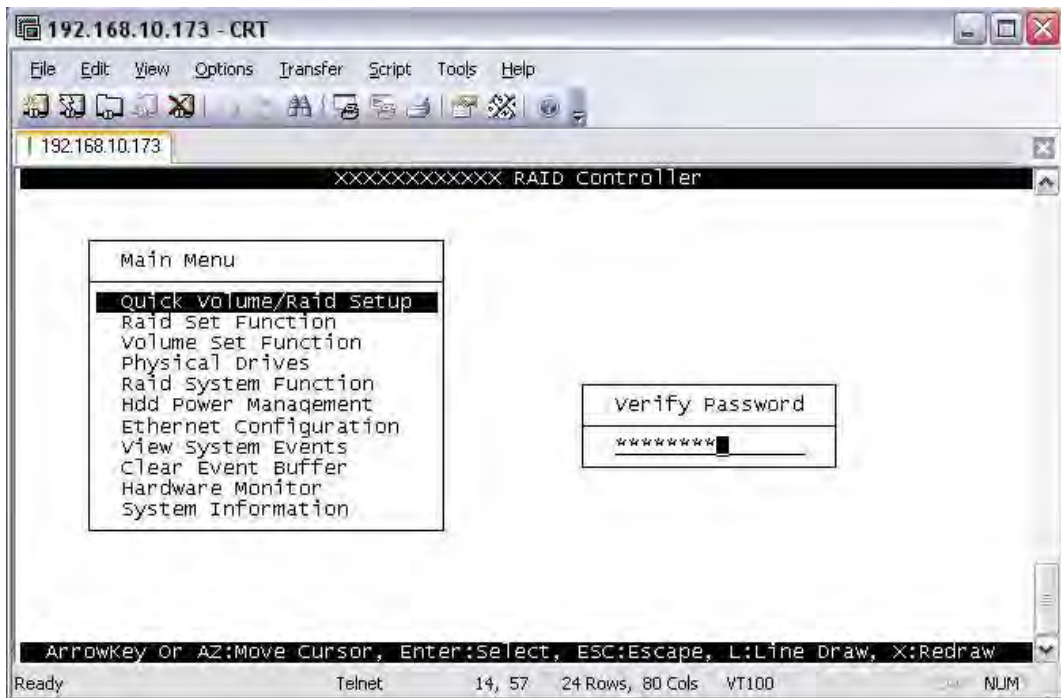 192.168.10.173 - CRT
File Edit View Options Transfer Script Tools Help
192.168.10.173
XXXXXXXXXXXX RAID Controller
Main Menu
Quick Volume/Raid Setup
Raid Set Function
Volume Set Function
Physical Drives
Raid System Function
Hdd Power Management
Ethernet Configuration
View System Events
Clear Event Buffer
Hardware Monitor
System Information
Verify Password
********
ArrowKey Or AZ:Move Cursor, Enter:Select, ESC:Escape, L:Line Draw, X:Redraw
Ready Telnet 14, 57 24 Rows, 80 Cols VT100 NUM